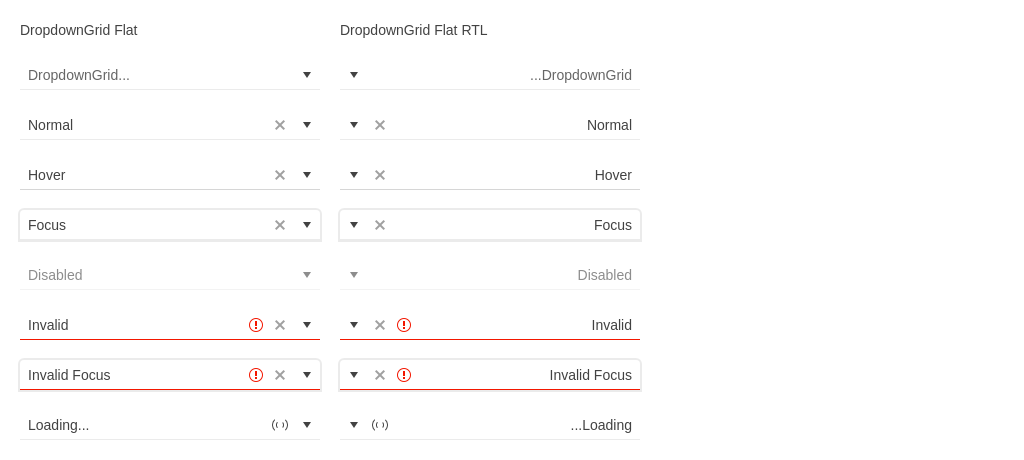 DropdownGrid Flat
DropdownGrid Flat RTL
DropdownGrid...
...DropdownGrid
Normal
Normal
Hover
Hover
Focus
Focus
Disabled
Disabled
Invalid
Invalid
Invalid Focus
Invalid Focus
Loading...
...Loading